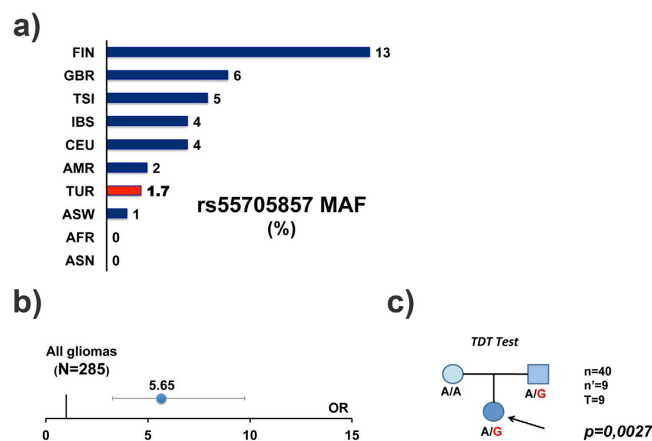 a)
FIN 13
GBR 6
TSI 5
IBS 4
CEU 4
AMR 2
TUR 1.7
ASW 1
AFR 0
ASN 0
rs55705857 MAF
(%)
b)
All gliomas
(N=285)
5.65
OR
0 5 10 15
c)
TDT Test
A/A
A/G
A/G
n=40
n'=9
T=9
p=0,0027